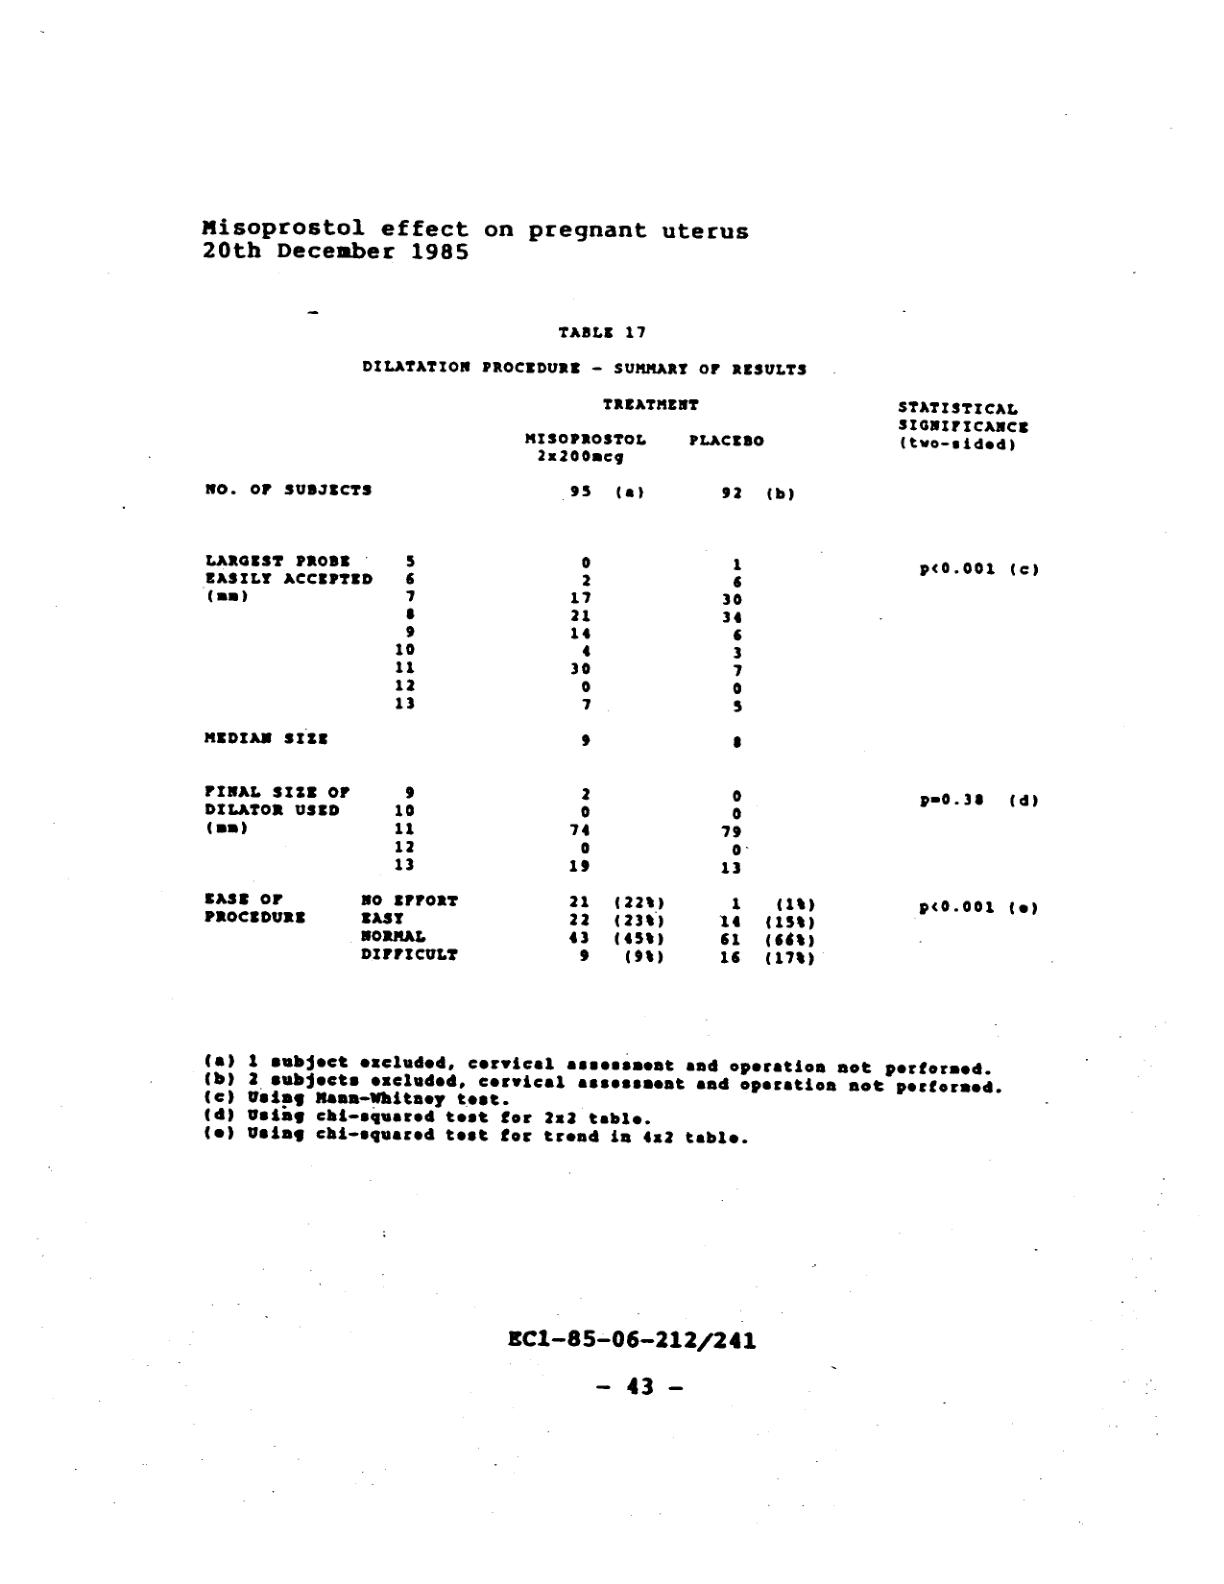 Misoprostol effect on pregnant uterus
20th December 1985
TABLE 17
DILATATION PROCEDURE - SUMMARY OF RESULTS
TREATMENT STATISTICAL
SIGNIFICANCE
MISOPROSTOL PLACEBO (two-sided)
2x200mcg
NO. OF SUBJECTS 95 (a) 92 (b)
LARGEST PROBE 5 0 1 p<0.001 (c)
EASILY ACCEPTED 6 2 6
(mm) 7 17 30
8 21 34
9 14 6
10 4 3
11 30 7
12 0 0
13 7 5
MEDIAN SIZE 9 8
FINAL SIZE OF 9 2 0 p=0.38 (d)
DILATOR USED 10 0 0
(mm) 11 74 79
12 0 0
13 19 13
EASE OF NO EFFORT 21 (22%) 1 (1%) p<0.001 (e)
PROCEDURE EASY 22 (23%) 14 (15%)
NORMAL 43 (45%) 61 (66%)
DIFFICULT 9 (9%) 16 (17%)
(a) 1 subject excluded, cervical assessment and operation not performed.
(b) 2 subjects excluded, cervical assessment and operation not performed.
(c) Using Mann-Whitney test.
(d) Using chi-squared test for 2x2 table.
(e) Using chi-squared test for trend in 4x2 table.
EC1-85-06-212/241
- 43 -